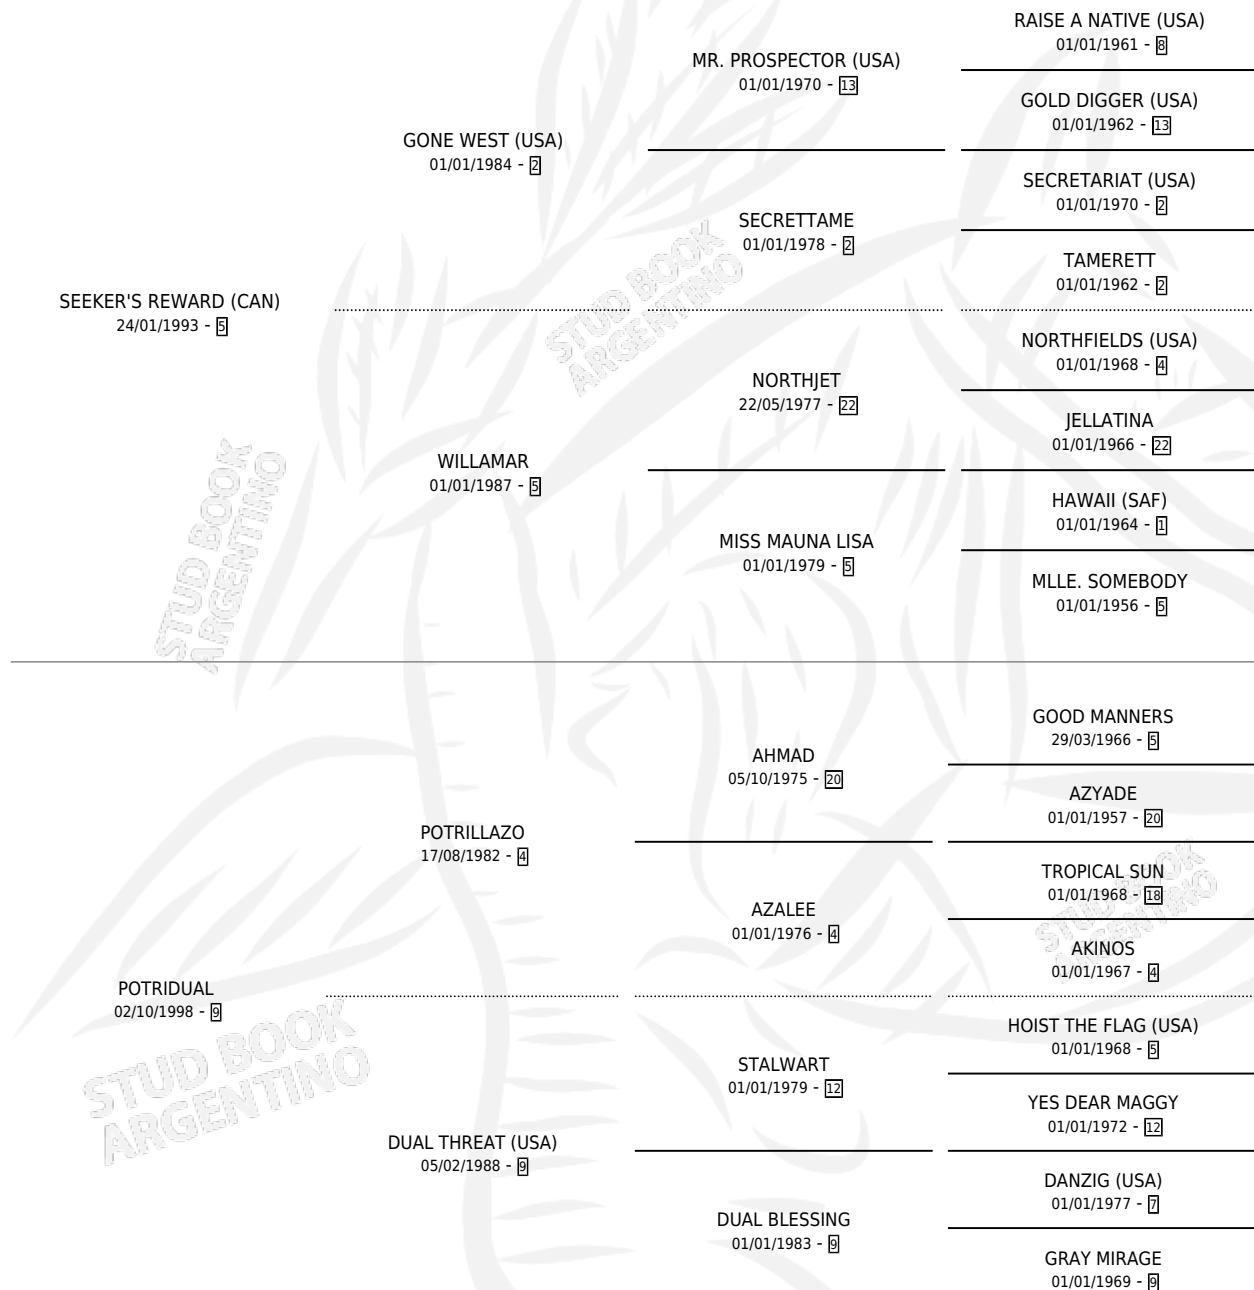 RAISE A NATIVE (USA)
01/01/1961 - 8
MR. PROSPECTOR (USA)
01/01/1970 - 13
GOLD DIGGER (USA)
01/01/1962 - 13
GONE WEST (USA)
01/01/1984 - 2
SECRETARIAT (USA)
01/01/1970 - 2
SECRETTAME
01/01/1978 - 2
TAMERETT
01/01/1962 - 2
SEEKER'S REWARD (CAN)
24/01/1993 - 5
NORTHFIELDS (USA)
01/01/1968 - 4
NORTHJET
22/05/1977 - 22
JELLATINA
01/01/1966 - 22
WILLAMAR
01/01/1987 - 5
HAWAII (SAF)
01/01/1964 - 1
MISS MAUNA LISA
01/01/1979 - 5
MLLE. SOMEBODY
01/01/1956 - 5
GOOD MANNERS
29/03/1966 - 5
AHMAD
05/10/1975 - 20
AZYADE
01/01/1957 - 20
POTRILLAZO
17/08/1982 - 4
TROPICAL SUN
01/01/1968 - 18
AZALEE
01/01/1976 - 4
AKINOS
01/01/1967 - 4
POTRIDUAL
02/10/1998 - 9
HOIST THE FLAG (USA)
01/01/1968 - 5
STALWART
01/01/1979 - 12
YES DEAR MAGGY
01/01/1972 - 12
DUAL THREAT (USA)
05/02/1988 - 9
DANZIG (USA)
01/01/1977 - 7
DUAL BLESSING
01/01/1983 - 9
GRAY MIRAGE
01/01/1969 - 9
STUD BOOK
ARGENTINO
STUD BOOK
ARGENTINO
STUD BOOK
ARGENTINO
STUD BOOK
ARGENTINO